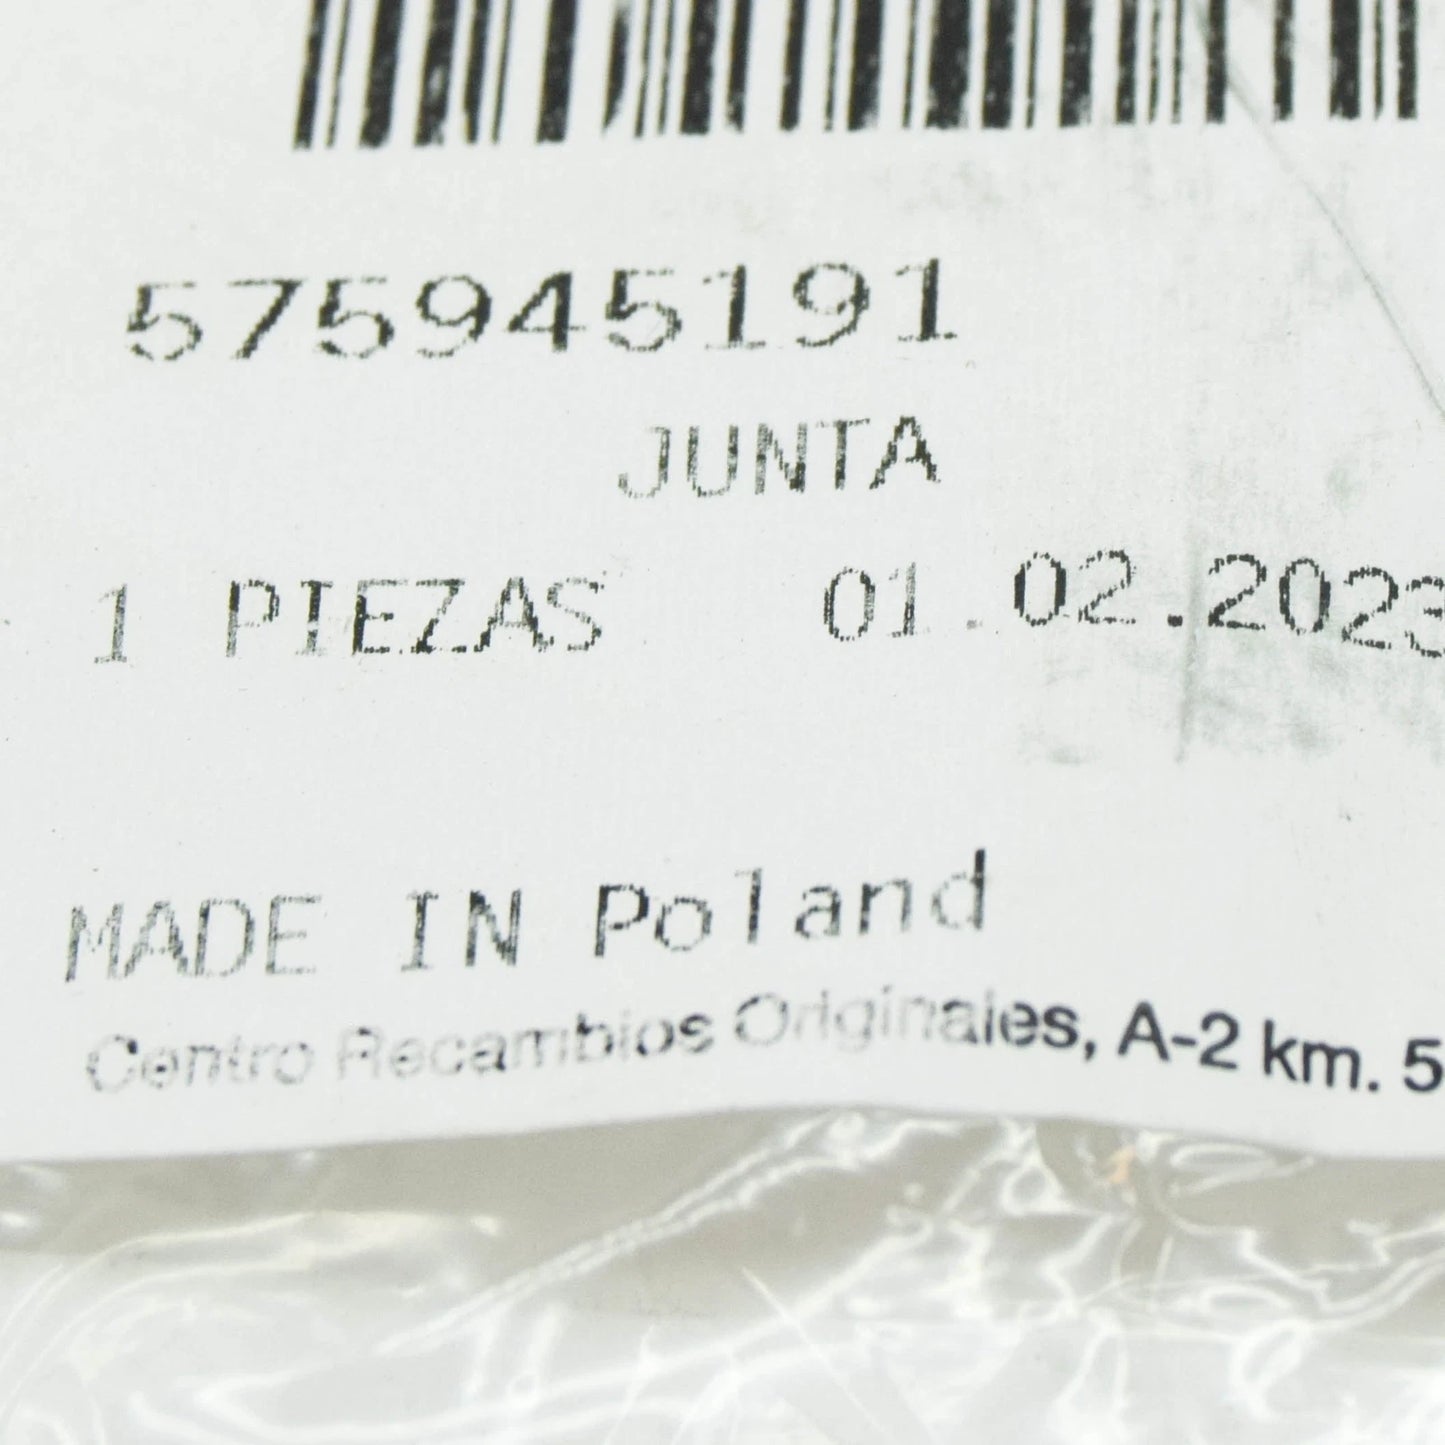 575945191
JUNTA
1 PIEZAS 01.02.2023
MADE IN Poland
Centro Recambios Originales, A-2 km. 5